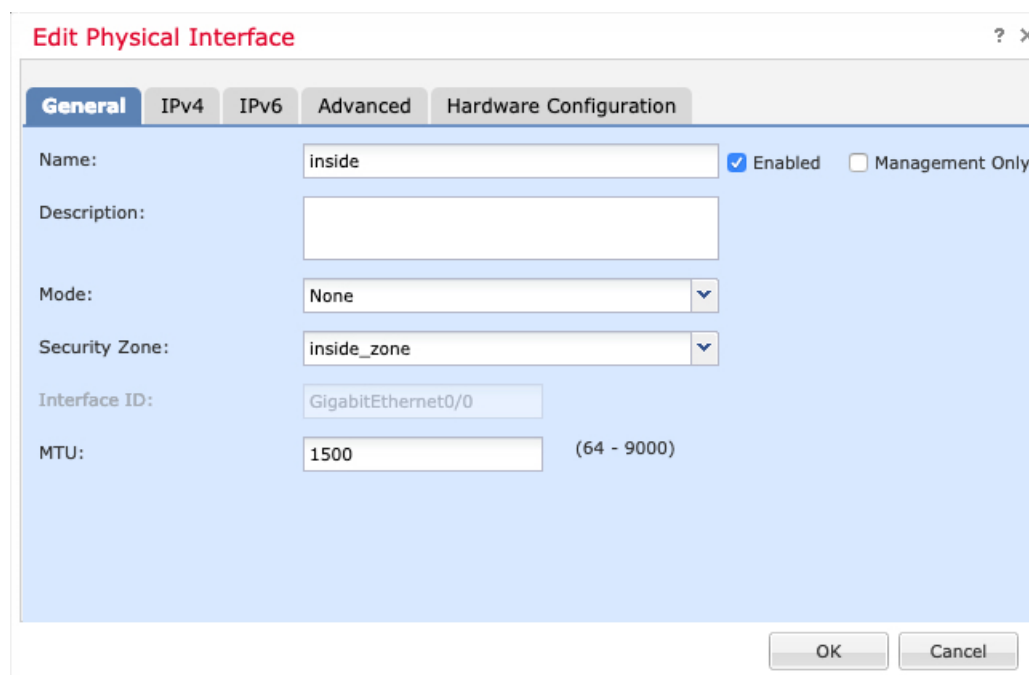 Edit Physical Interface ?
General IPv4 IPv6 Advanced Hardware Configuration
Name: inside Enabled Management Only
Description:
Mode: None
Security Zone: inside_zone
Interface ID: GigabitEthernet0/0
MTU: 1500 (64 - 9000)
OK Cancel